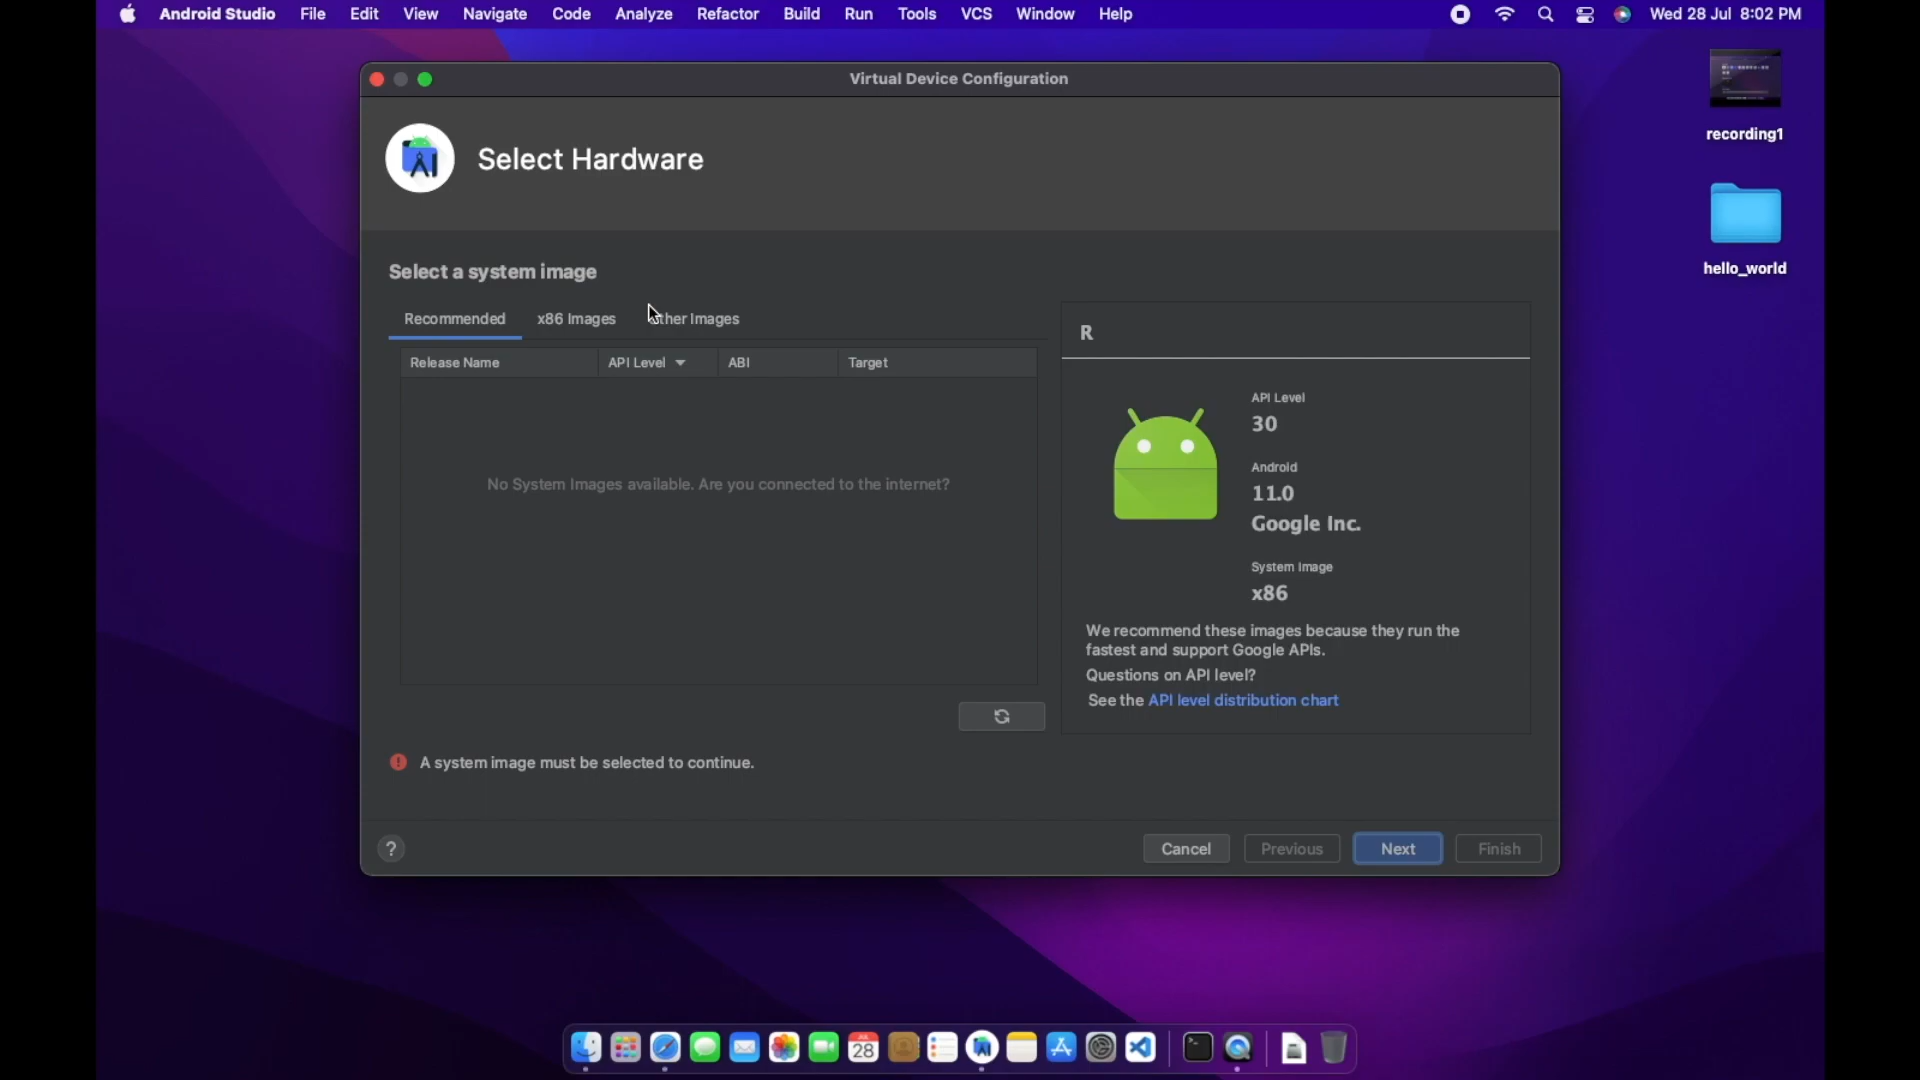 Android Studio File Edit View Navigate Code Analyze Refactor Build Run Tools VCS Window Help Wed 28 Jul 8:02 PM
Virtual Device Configuration
recording1
Select Hardware
hello_world
Select a system image
Recommended x86 Images ther Images
Release Name API Level ABI Target
No System Images available. Are you connected to the internet?
R
API Level
30
Android
11.0
Google Inc.
System Image
x86
We recommend these images because they run the
fastest and support Google APIs.
Questions on API level?
See the API level distribution chart
! A system image must be selected to continue.
? Cancel Previous Next Finish
JUL
28